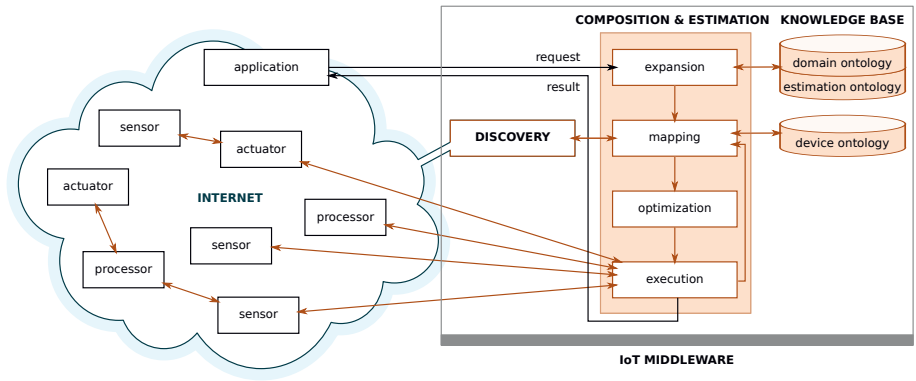 COMPOSITION & ESTIMATION KNOWLEDGE BASE
application
request
expansion
domain ontology
result
estimation ontology
sensor
DISCOVERY
mapping
device ontology
actuator
actuator
INTERNET
processor
optimization
sensor
processor
execution
sensor
IoT MIDDLEWARE